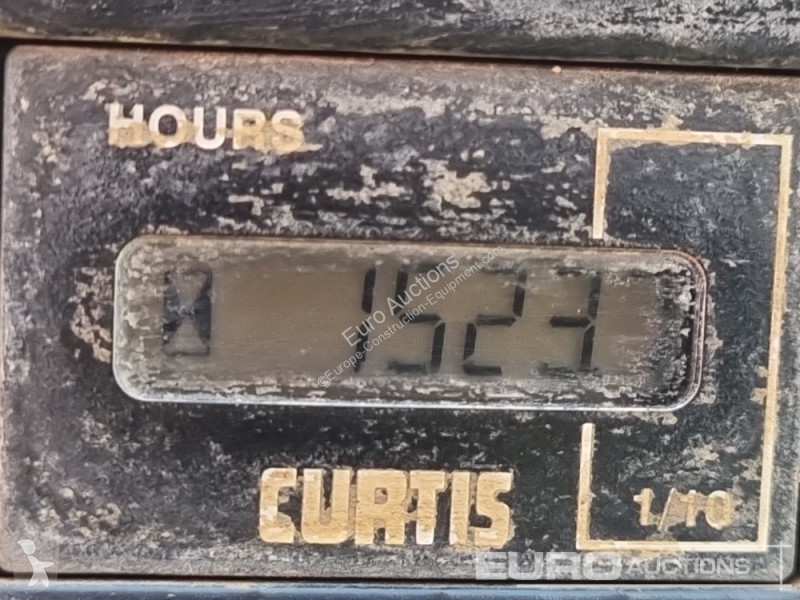 HOURS
1523
Euro Auctions
©Europe-Construction-Equipment.com
CURTIS
1/10
EURO AUCTIONS